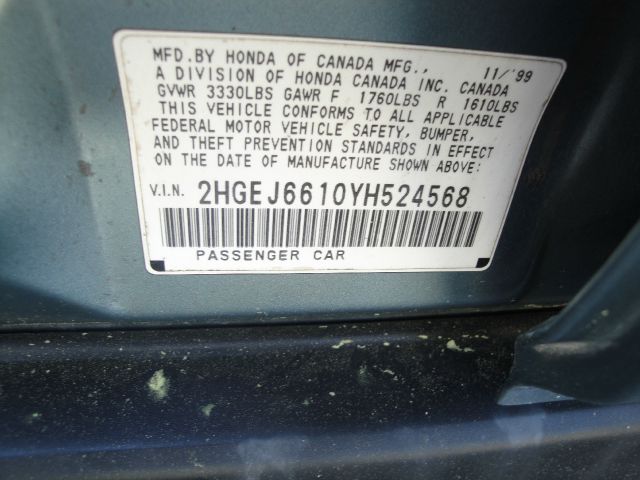 MFD.BY HONDA OF CANADA MFG., 11/'99
A DIVISION OF HONDA CANADA INC. CANADA
GVWR 3330LBS GAWR F 1760LBS R 1610LBS
THIS VEHICLE CONFORMS TO ALL APPLICABLE
FEDERAL MOTOR VEHICLE SAFETY, BUMPER,
AND THEFT PREVENTION STANDARDS IN EFFECT
ON THE DATE OF MANUFACTURE SHOWN ABOVE:
V.I.N. 2HGEJ6610YH524568
PASSENGER CAR